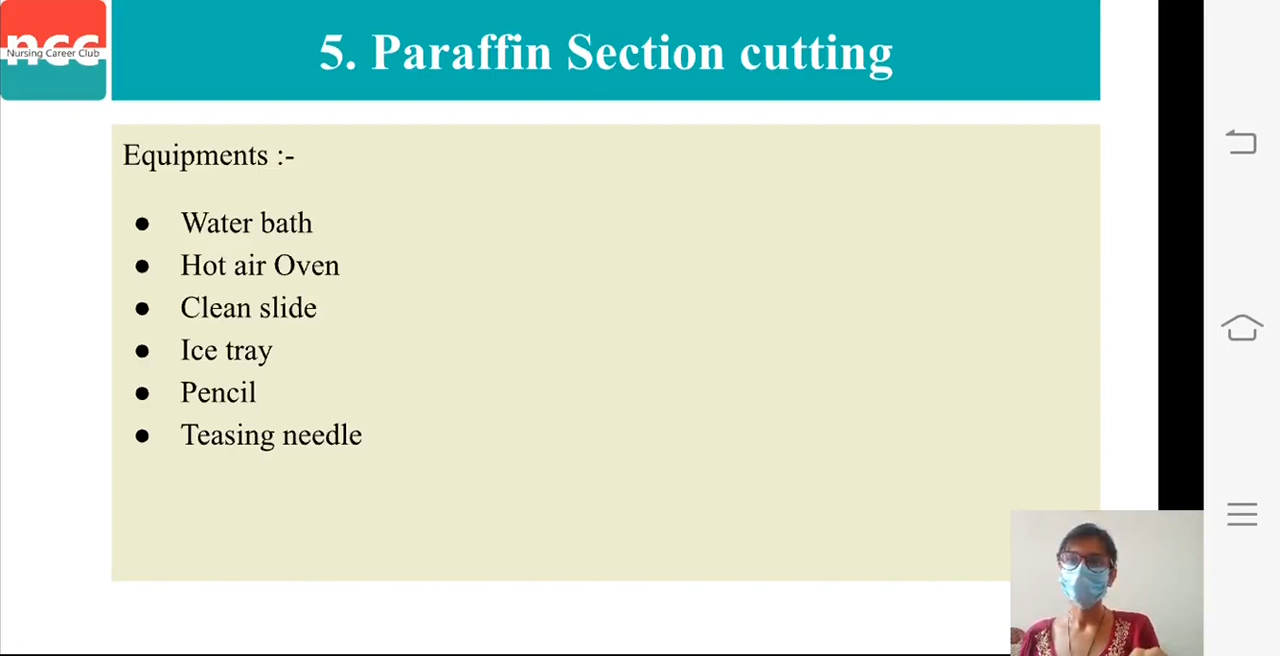 ncc
Nursing Career Club
5. Paraffin Section cutting
Equipments :-
● Water bath
● Hot air Oven
● Clean slide
● Ice tray
● Pencil
● Teasing needle